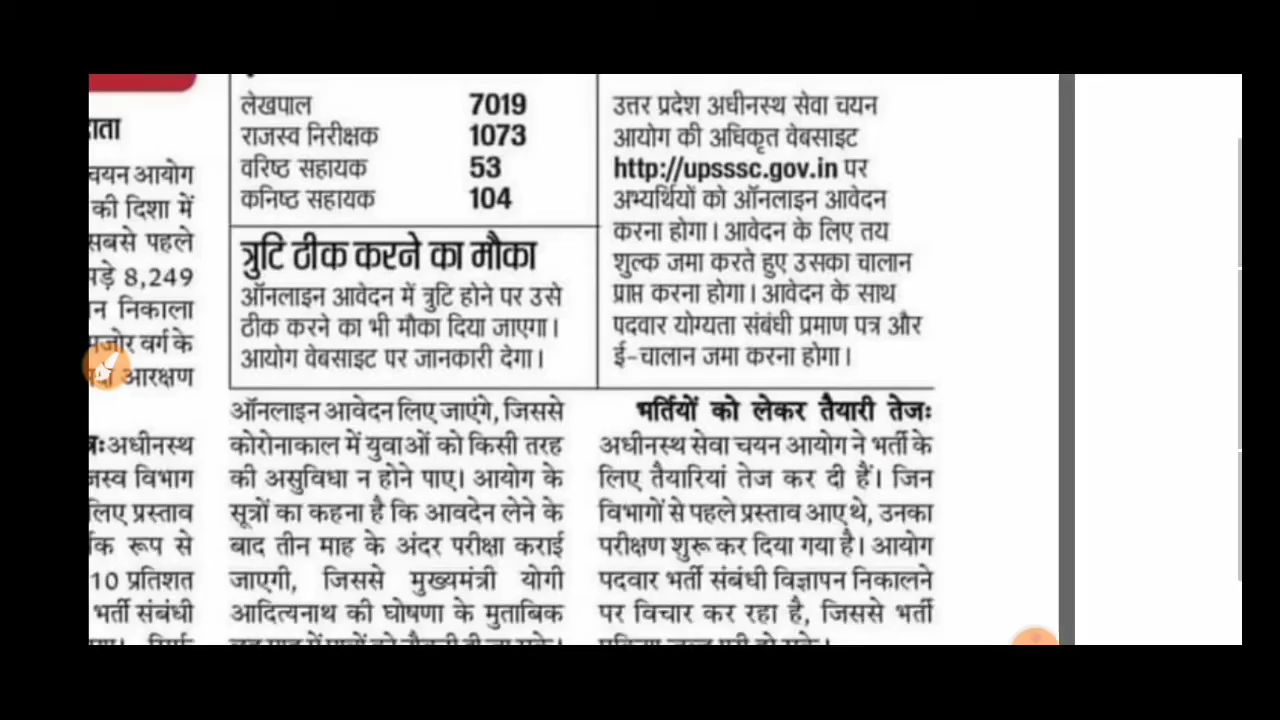 ाता
चयन आयोग
की दिशा में
सबसे पहले
पड़े 8,249
न निकाला
मजोर वर्ग के
आरक्षण
अधीनस्थ
जस्व विभाग
लिए प्रस्ताव
र्क रूप से
10 प्रतिशत
भर्ती संबंधी
लेखपाल 7019
राजस्व निरीक्षक 1073
वरिष्ठ सहायक 53
कनिष्ठ सहायक 104
त्रुटि ठीक करने का मौका
ऑनलाइन आवेदन में त्रुटि होने पर उसे
ठीक करने का भी मौका दिया जाएगा।
आयोग वेबसाइट पर जानकारी देगा।
उत्तर प्रदेश अधीनस्थ सेवा चयन
आयोग की अधिकृत वेबसाइट
http://upsssc.gov.in पर
अभ्यर्थियों को ऑनलाइन आवेदन
करना होगा। आवेदन के लिए तय
शुल्क जमा करते हुए उसका चालान
प्राप्त करना होगा। आवेदन के साथ
पदवार योग्यता संबंधी प्रमाण पत्र और
ई-चालान जमा करना होगा।
ऑनलाइन आवेदन लिए जाएंगे, जिससे
कोरोनाकाल में युवाओं को किसी तरह
की असुविधा न होने पाए। आयोग के
सूत्रों का कहना है कि आवदेन लेने के
बाद तीन माह के अंदर परीक्षा कराई
जाएगी, जिससे मुख्यमंत्री योगी
आदित्यनाथ की घोषणा के मुताबिक
भर्तियों को लेकर तैयारी तेजः
अधीनस्थ सेवा चयन आयोग ने भर्ती के
लिए तैयारियां तेज कर दी हैं। जिन
विभागों से पहले प्रस्ताव आए थे, उनका
परीक्षण शुरू कर दिया गया है। आयोग
पदवार भर्ती संबंधी विज्ञापन निकालने
पर विचार कर रहा है, जिससे भर्ती